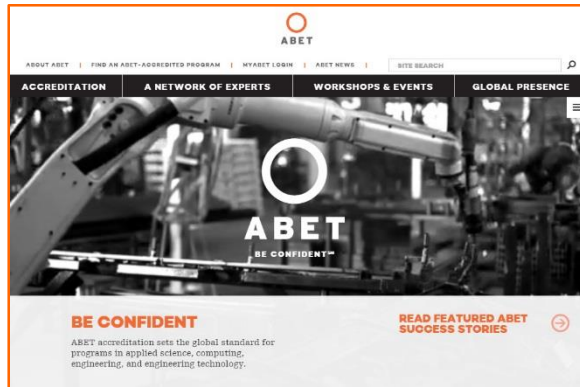 ABET
ABOUT ABET | FIND AN ABET-ACCREDITED PROGRAM | MYABET LOGIN | ABET NEWS | SITE SEARCH
ACCREDITATION A NETWORK OF EXPERTS WORKSHOPS & EVENTS GLOBAL PRESENCE
ABET
BE CONFIDENT℠
BE CONFIDENT
ABET accreditation sets the global standard for
programs in applied science, computing,
engineering, and engineering technology.
READ FEATURED ABET
SUCCESS STORIES